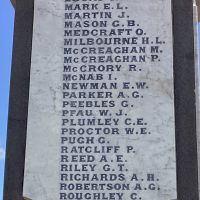 MARK E.L.
MARTIN J.
MASON G.B.
MEDCRAFT O.
MILBOURNE H.L.
McCREAGHAN M.
McCREAGHAN P.
McCRORY R.
McNAB I.
NEWMAN E.W.
PARKER A.G.
PEEBLES G.
PFAU W.J.
PLUMLEY C.E.
PROCTOR W.E.
PUGH G.
RATCLIFF P.
REED A.E.
RILEY G.T.
RICHARDS A.H.
ROBERTSON A.G.
ROUGHLEY C.